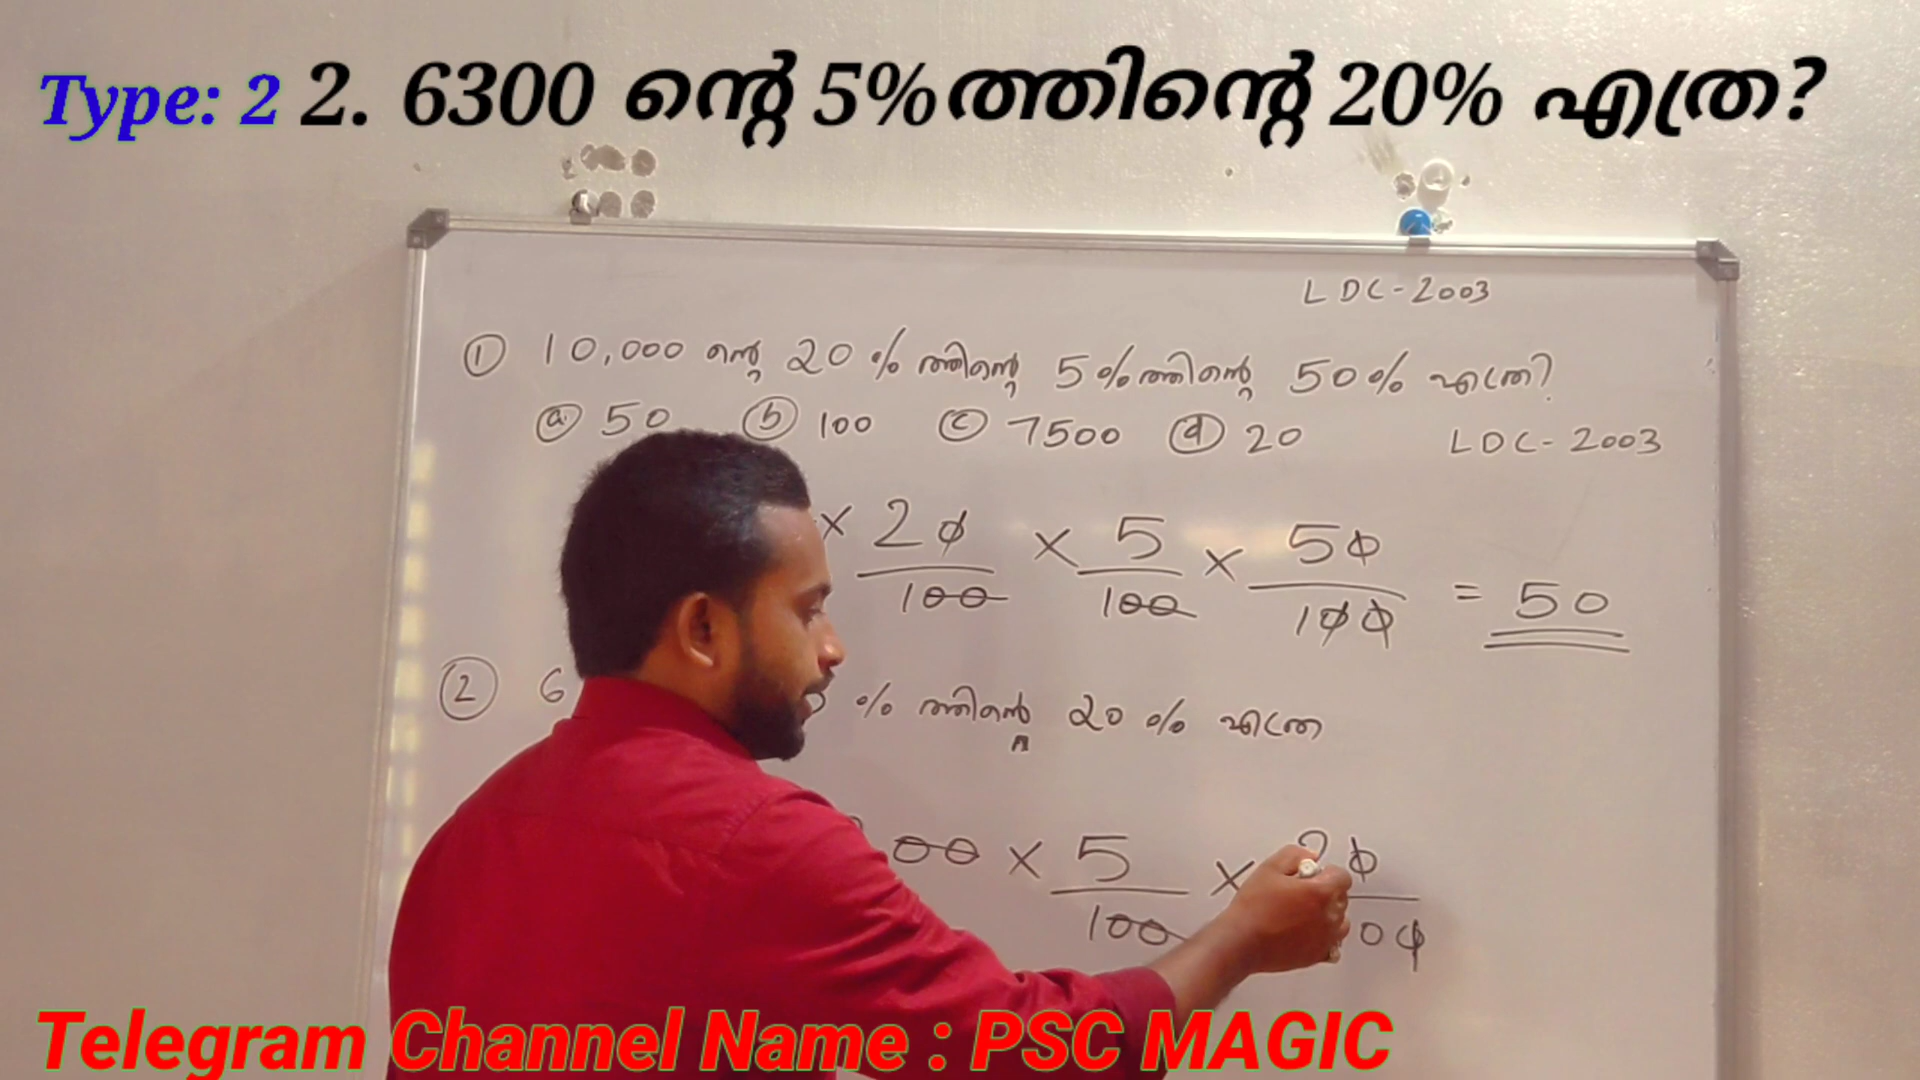 Type: 2 2. 6300 ന്റെ 5%ത്തിന്റെ 20% എത്ര?
LDC-2003
① 10,000 ന്റെ 20 % ത്തിന്റെ 5%ത്തിന്റെ 50% എത്ര?
ⓐ 50 ⓑ 100 ⓒ 7500 ⓓ 20 LDC-2003
× 20/100 × 5/100 × 50/100 = 50
② 6 % ത്തിന്റെ 20 % എത്ര
00 × 5/100 × 20/00
Telegram Channel Name : PSC MAGIC